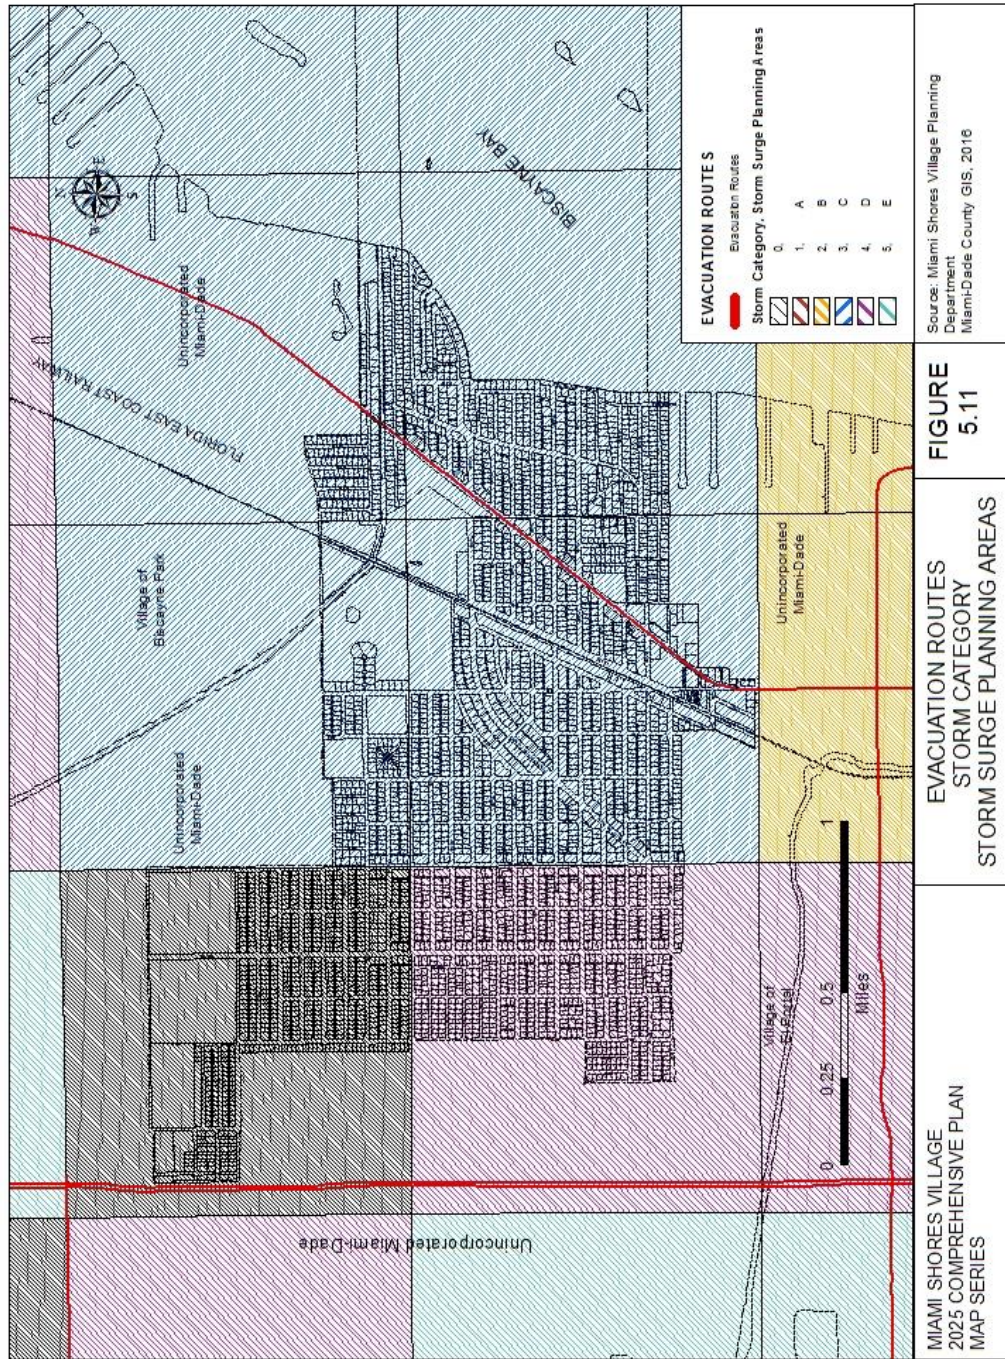 N
W
E
S
Unincorporated
Miami-Dade
FLORIDA EAST COAST RAILWAY
Village of
Biscayne Park
Unincorporated
Miami-Dade
BISCAYNE BAY
Unincorporated Miami-Dade
Unincorporated
Miami-Dade
Village of
El Portal
0 0.25 0.5 1
Miles
EVACUATION ROUTES
Evacuation Routes
Storm Category, Storm Surge Planning Areas
0,
1, A
2, B
3, C
4, D
5, E
MIAMI SHORES VILLAGE
2025 COMPREHENSIVE PLAN
MAP SERIES
EVACUATION ROUTES
STORM CATEGORY
STORM SURGE PLANNING AREAS
FIGURE
5.11
Source: Miami Shores Village Planning
Department
Miami-Dade County GIS, 2016